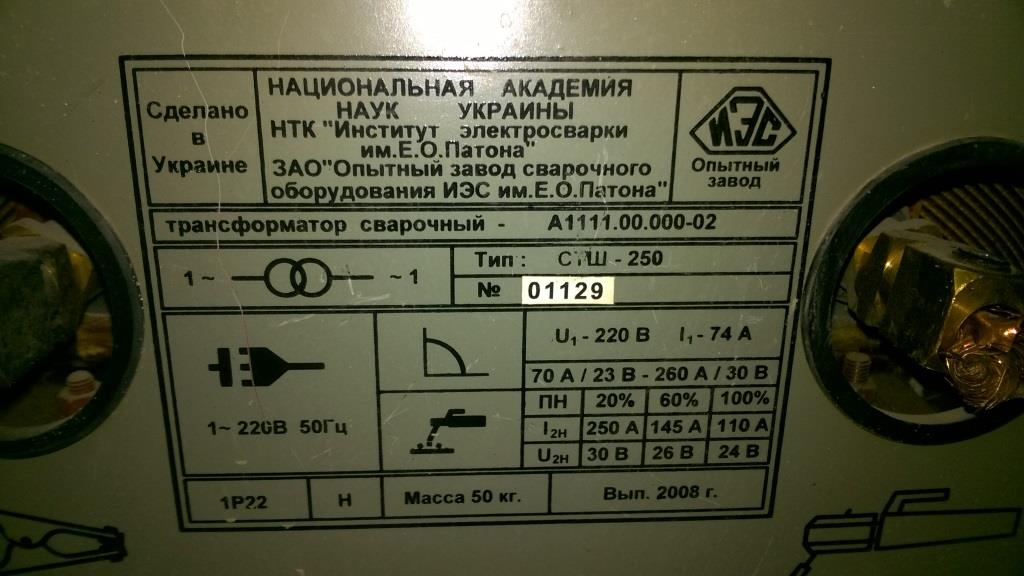 Сделано
в
Украине
НАЦИОНАЛЬНАЯ АКАДЕМИЯ
НАУК УКРАИНЫ
НТК "Институт электросварки
им.Е.О.Патона"
ЗАО"Опытный завод сварочного
оборудования ИЭС им.Е.О.Патона"
ИЭС
Опытный
завод
трансформатор сварочный - А1111.00.000-02
1~ ~1
Тип : СТШ - 250
№ 01129
1~ 220В 50Гц
U1 - 220 В I1 - 74 А
70 А / 23 В - 260 А / 30 В
ПН 20% 60% 100%
I2Н 250 А 145 А 110 А
U2Н 30 В 26 В 24 В
1Р22 Н Масса 50 кг. Вып. 2008 г.